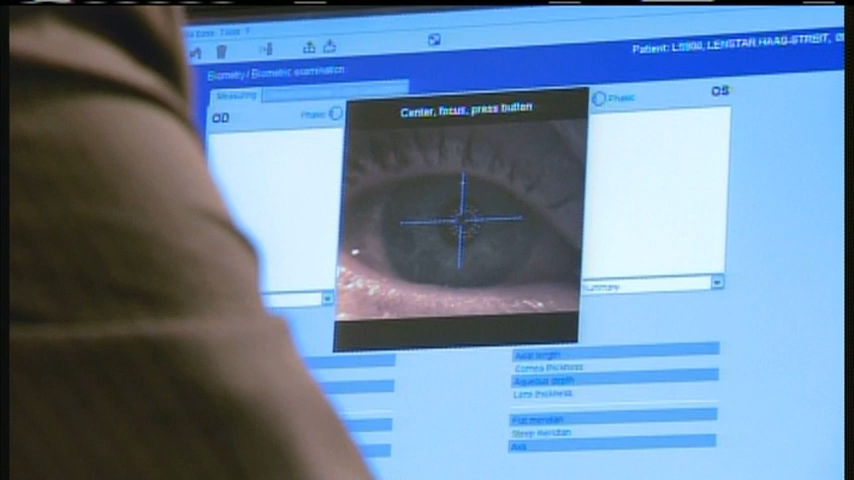 Patient: LS900, LENSTAR HAAG-STREIT,
Biometry / Biometric examination
Measuring
OD
Phakic
Center, focus, press button
Phakic
OS
Summary
Axial length
Cornea thickness
Aqueous depth
Lens thickness
Flat meridian
Steep meridian
Axis